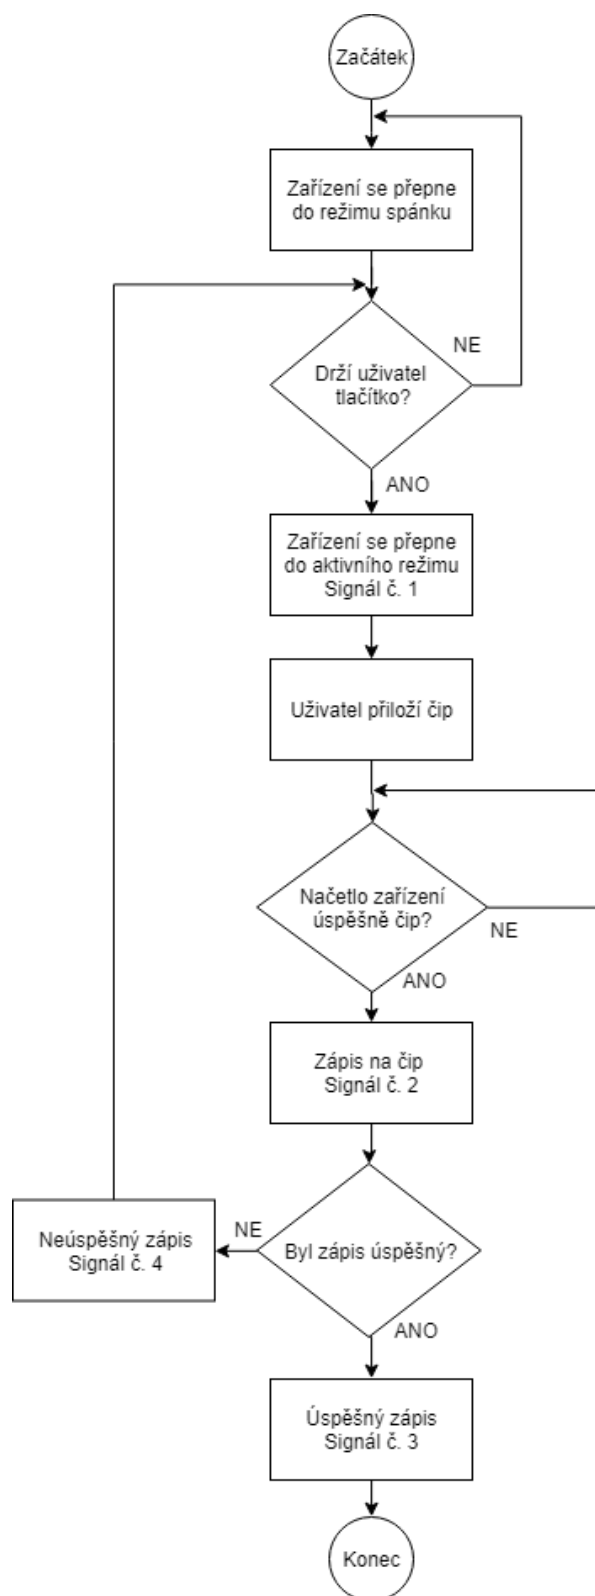 Začátek
Zařízení se přepne
do režimu spánku
NE
Drží uživatel
tlačítko?
ANO
Zařízení se přepne
do aktivního režimu
Signál č. 1
Uživatel přiloží čip
Načetlo zařízení
úspěšně čip?
NE
ANO
Zápis na čip
Signál č. 2
Neúspěšný zápis
Signál č. 4
NE
Byl zápis úspěšný?
ANO
Úspěšný zápis
Signál č. 3
Konec